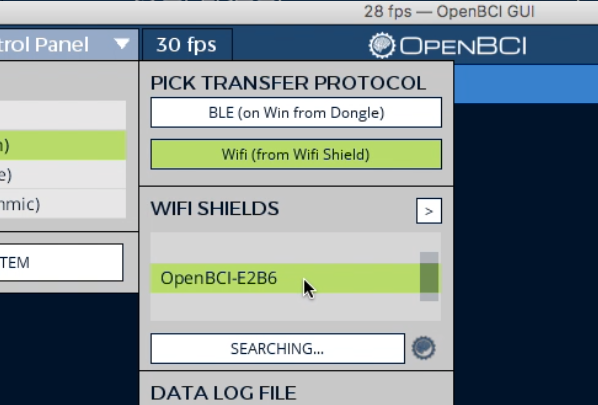 28 fps — OpenBCI GUI
trol Panel
30 fps
OPENBCI
PICK TRANSFER PROTOCOL
BLE (on Win from Dongle)
Wifi (from Wifi Shield)
WIFI SHIELDS
>
OpenBCI-E2B6
SEARCHING...
DATA LOG FILE
)
e)
hmic)
TEM